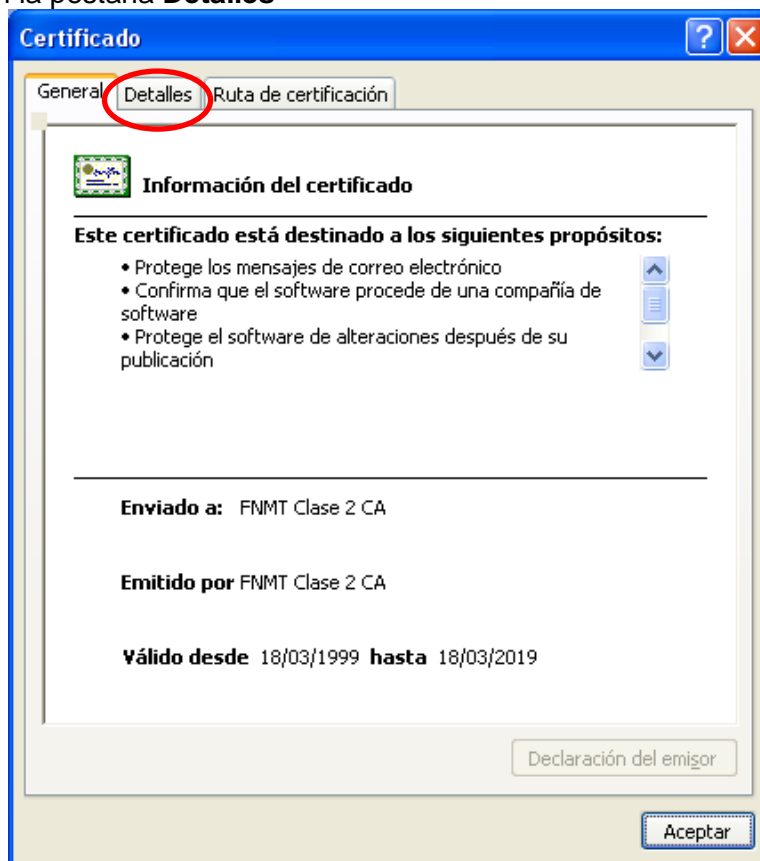 la pestaña Detalles
Certificado
General Detalles Ruta de certificación
Información del certificado
Este certificado está destinado a los siguientes propósitos:
• Protege los mensajes de correo electrónico
• Confirma que el software procede de una compañía de
software
• Protege el software de alteraciones después de su
publicación
Enviado a: FNMT Clase 2 CA
Emitido por FNMT Clase 2 CA
Válido desde 18/03/1999 hasta 18/03/2019
Declaración del emisor
Aceptar